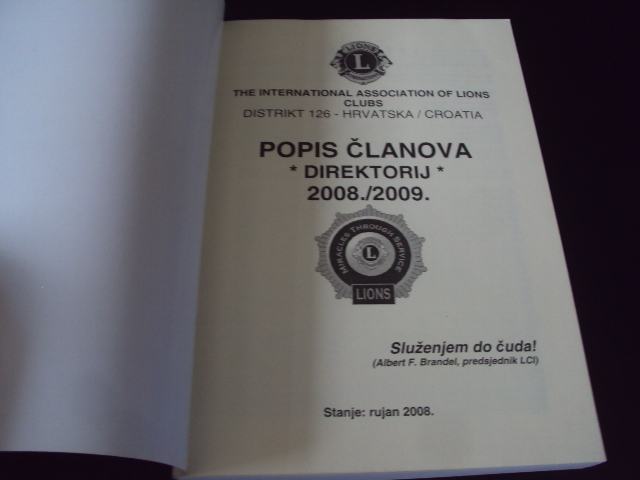 LIONS
L
INTERNATIONAL
THE INTERNATIONAL ASSOCIATION OF LIONS
CLUBS
DISTRIKT 126 - HRVATSKA / CROATIA
POPIS ČLANOVA
* DIREKTORIJ *
2008./2009.
MIRACLES THROUGH SERVICE
L
LIONS
Služenjem do čuda!
(Albert F. Brandel, predsjednik LCI)
Stanje: rujan 2008.